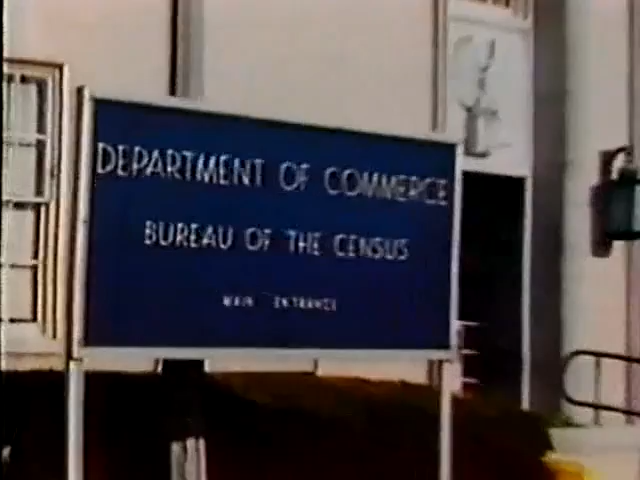 DEPARTMENT OF COMMERCE
BUREAU OF THE CENSUS
MAIN ENTRANCE